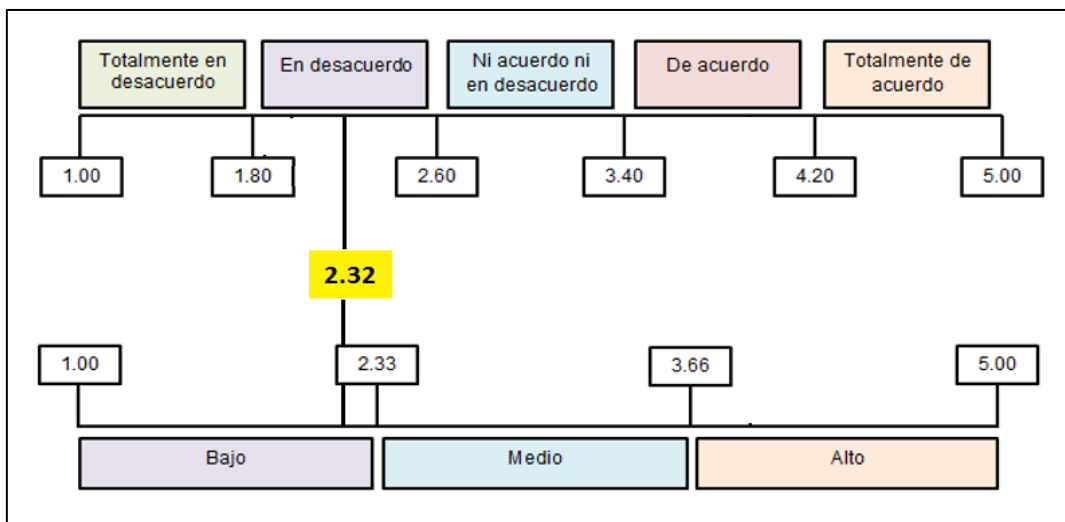 Totalmente en
desacuerdo
En desacuerdo
Ni acuerdo ni
en desacuerdo
De acuerdo
Totalmente de
acuerdo
1.00
1.80
2.60
3.40
4.20
5.00
2.32
1.00
2.33
3.66
5.00
Bajo
Medio
Alto